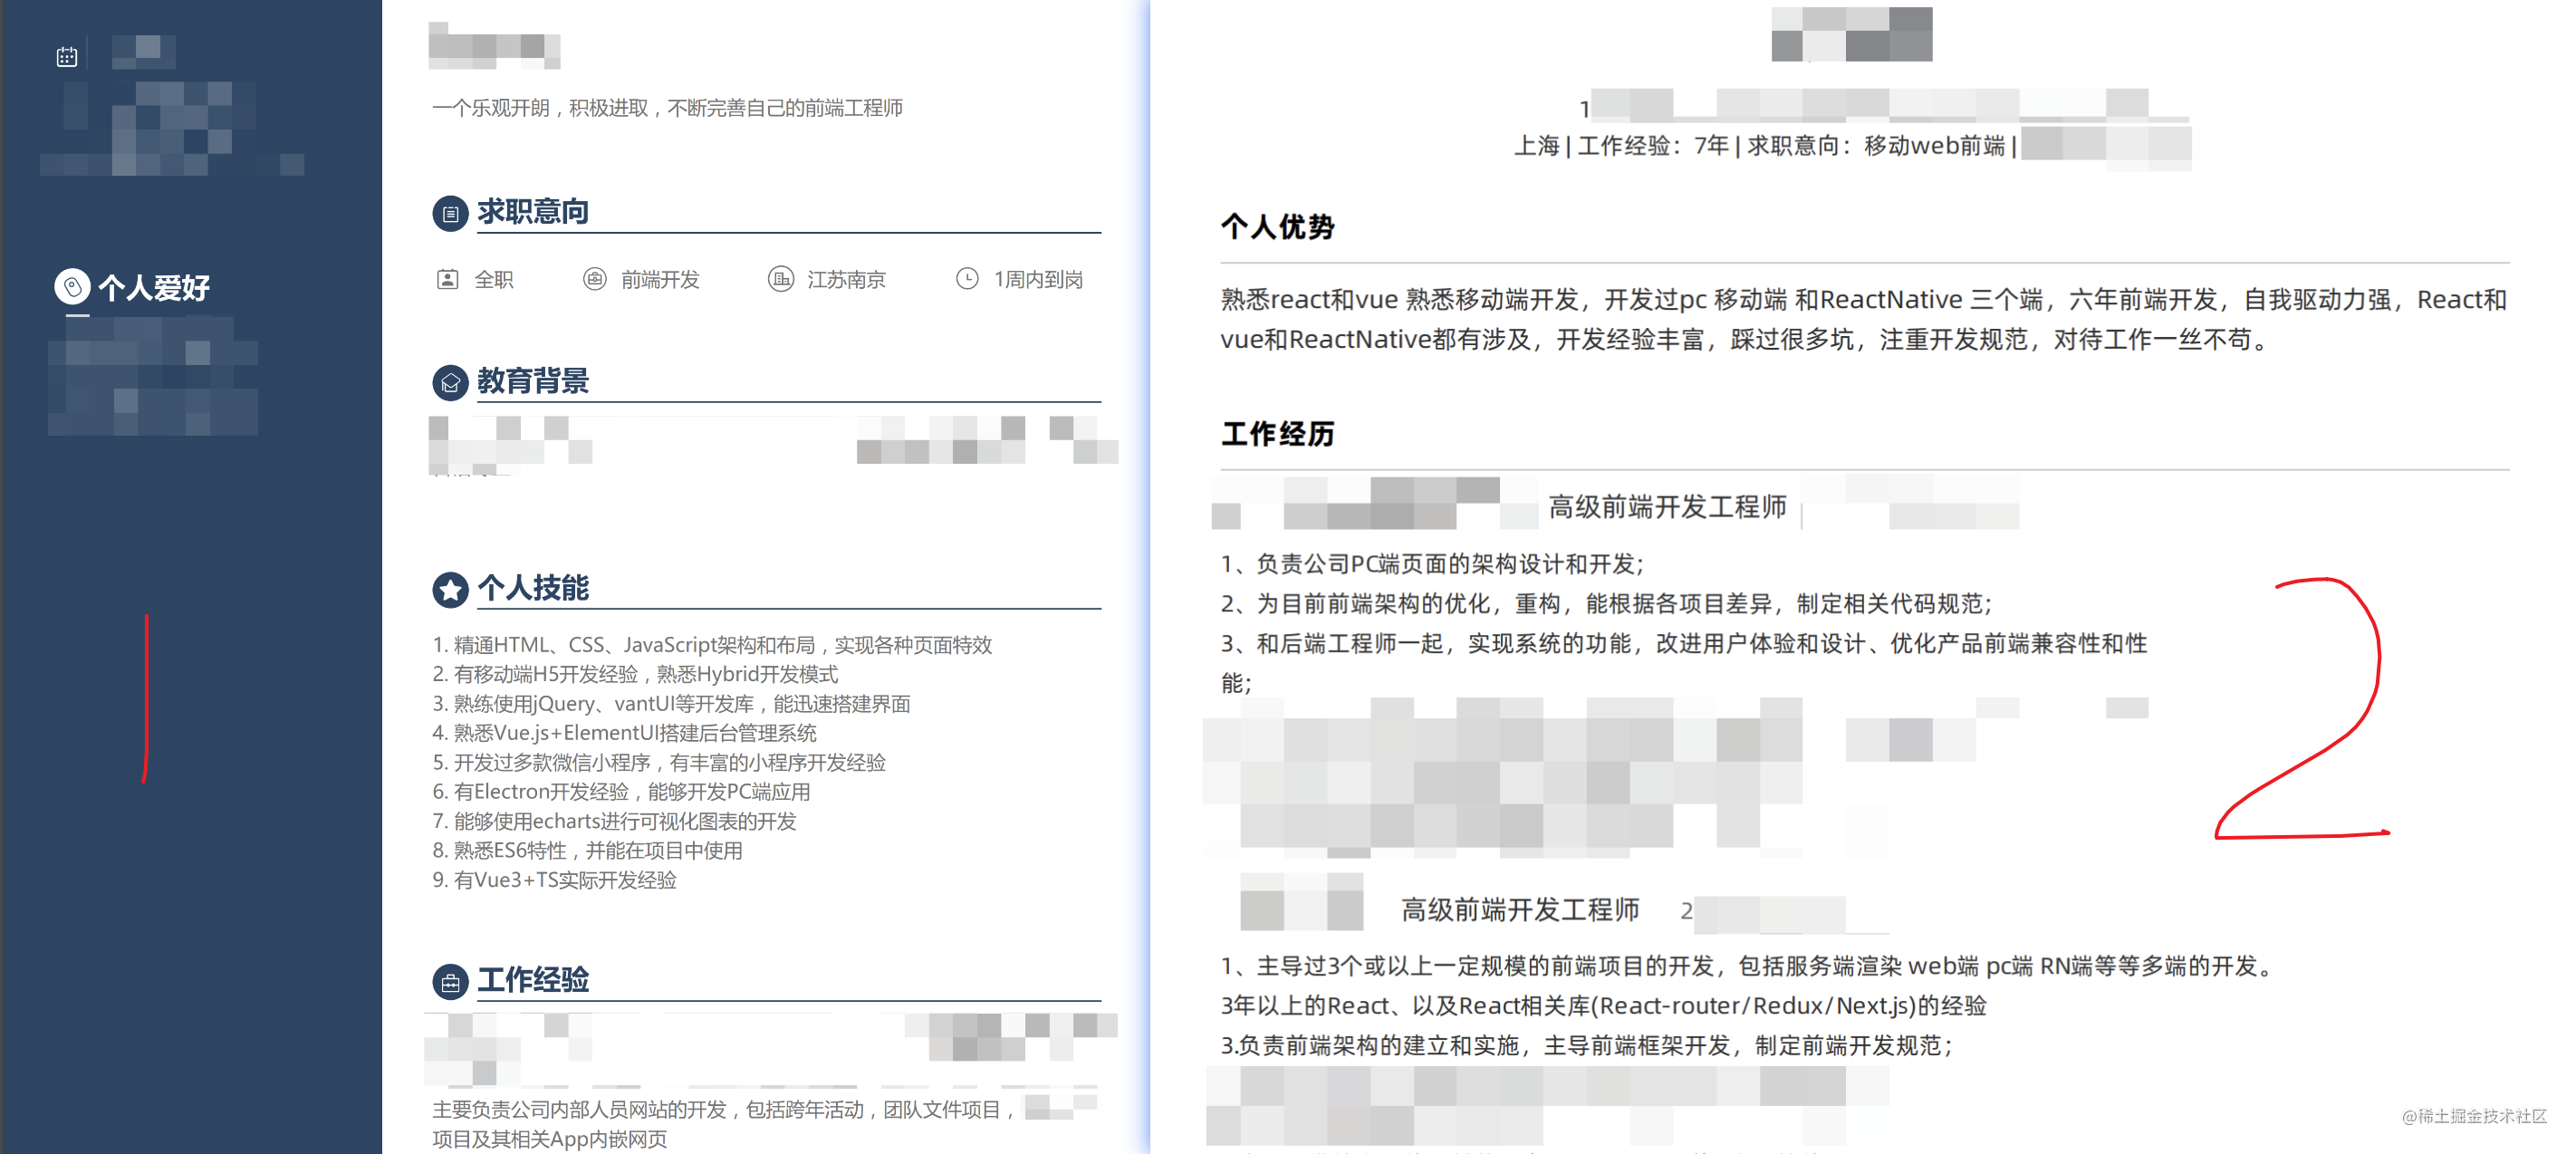 个人爱好
一个乐观开朗，积极进取，不断完善自己的前端工程师
求职意向
全职 前端开发 江苏南京 1周内到岗
教育背景
个人技能
1. 精通HTML、CSS、JavaScript架构和布局，实现各种页面特效
2. 有移动端H5开发经验，熟悉Hybrid开发模式
3. 熟练使用jQuery、vantUI等开发库，能迅速搭建界面
4. 熟悉Vue.js+ElementUI搭建后台管理系统
5. 开发过多款微信小程序，有丰富的小程序开发经验
6. 有Electron开发经验，能够开发PC端应用
7. 能够使用echarts进行可视化图表的开发
8. 熟悉ES6特性，并能在项目中使用
9. 有Vue3+TS实际开发经验
工作经验
主要负责公司内部人员网站的开发，包括跨年活动，团队文件项目，
项目及其相关App内嵌网页
1
1
上海 | 工作经验：7年 | 求职意向：移动web前端 |
个人优势
熟悉react和vue 熟悉移动端开发，开发过pc 移动端 和ReactNative 三个端，六年前端开发，自我驱动力强，React和
vue和ReactNative都有涉及，开发经验丰富，踩过很多坑，注重开发规范，对待工作一丝不苟。
工作经历
高级前端开发工程师
1、负责公司PC端页面的架构设计和开发；
2、为目前前端架构的优化，重构，能根据各项目差异，制定相关代码规范；
3、和后端工程师一起，实现系统的功能，改进用户体验和设计、优化产品前端兼容性和性
能；
高级前端开发工程师 2
1、主导过3个或以上一定规模的前端项目的开发，包括服务端渲染 web端 pc端 RN端等等多端的开发。
3年以上的React、以及React相关库(React-router/Redux/Next.js)的经验
3.负责前端架构的建立和实施，主导前端框架开发，制定前端开发规范；
2
@稀土掘金技术社区